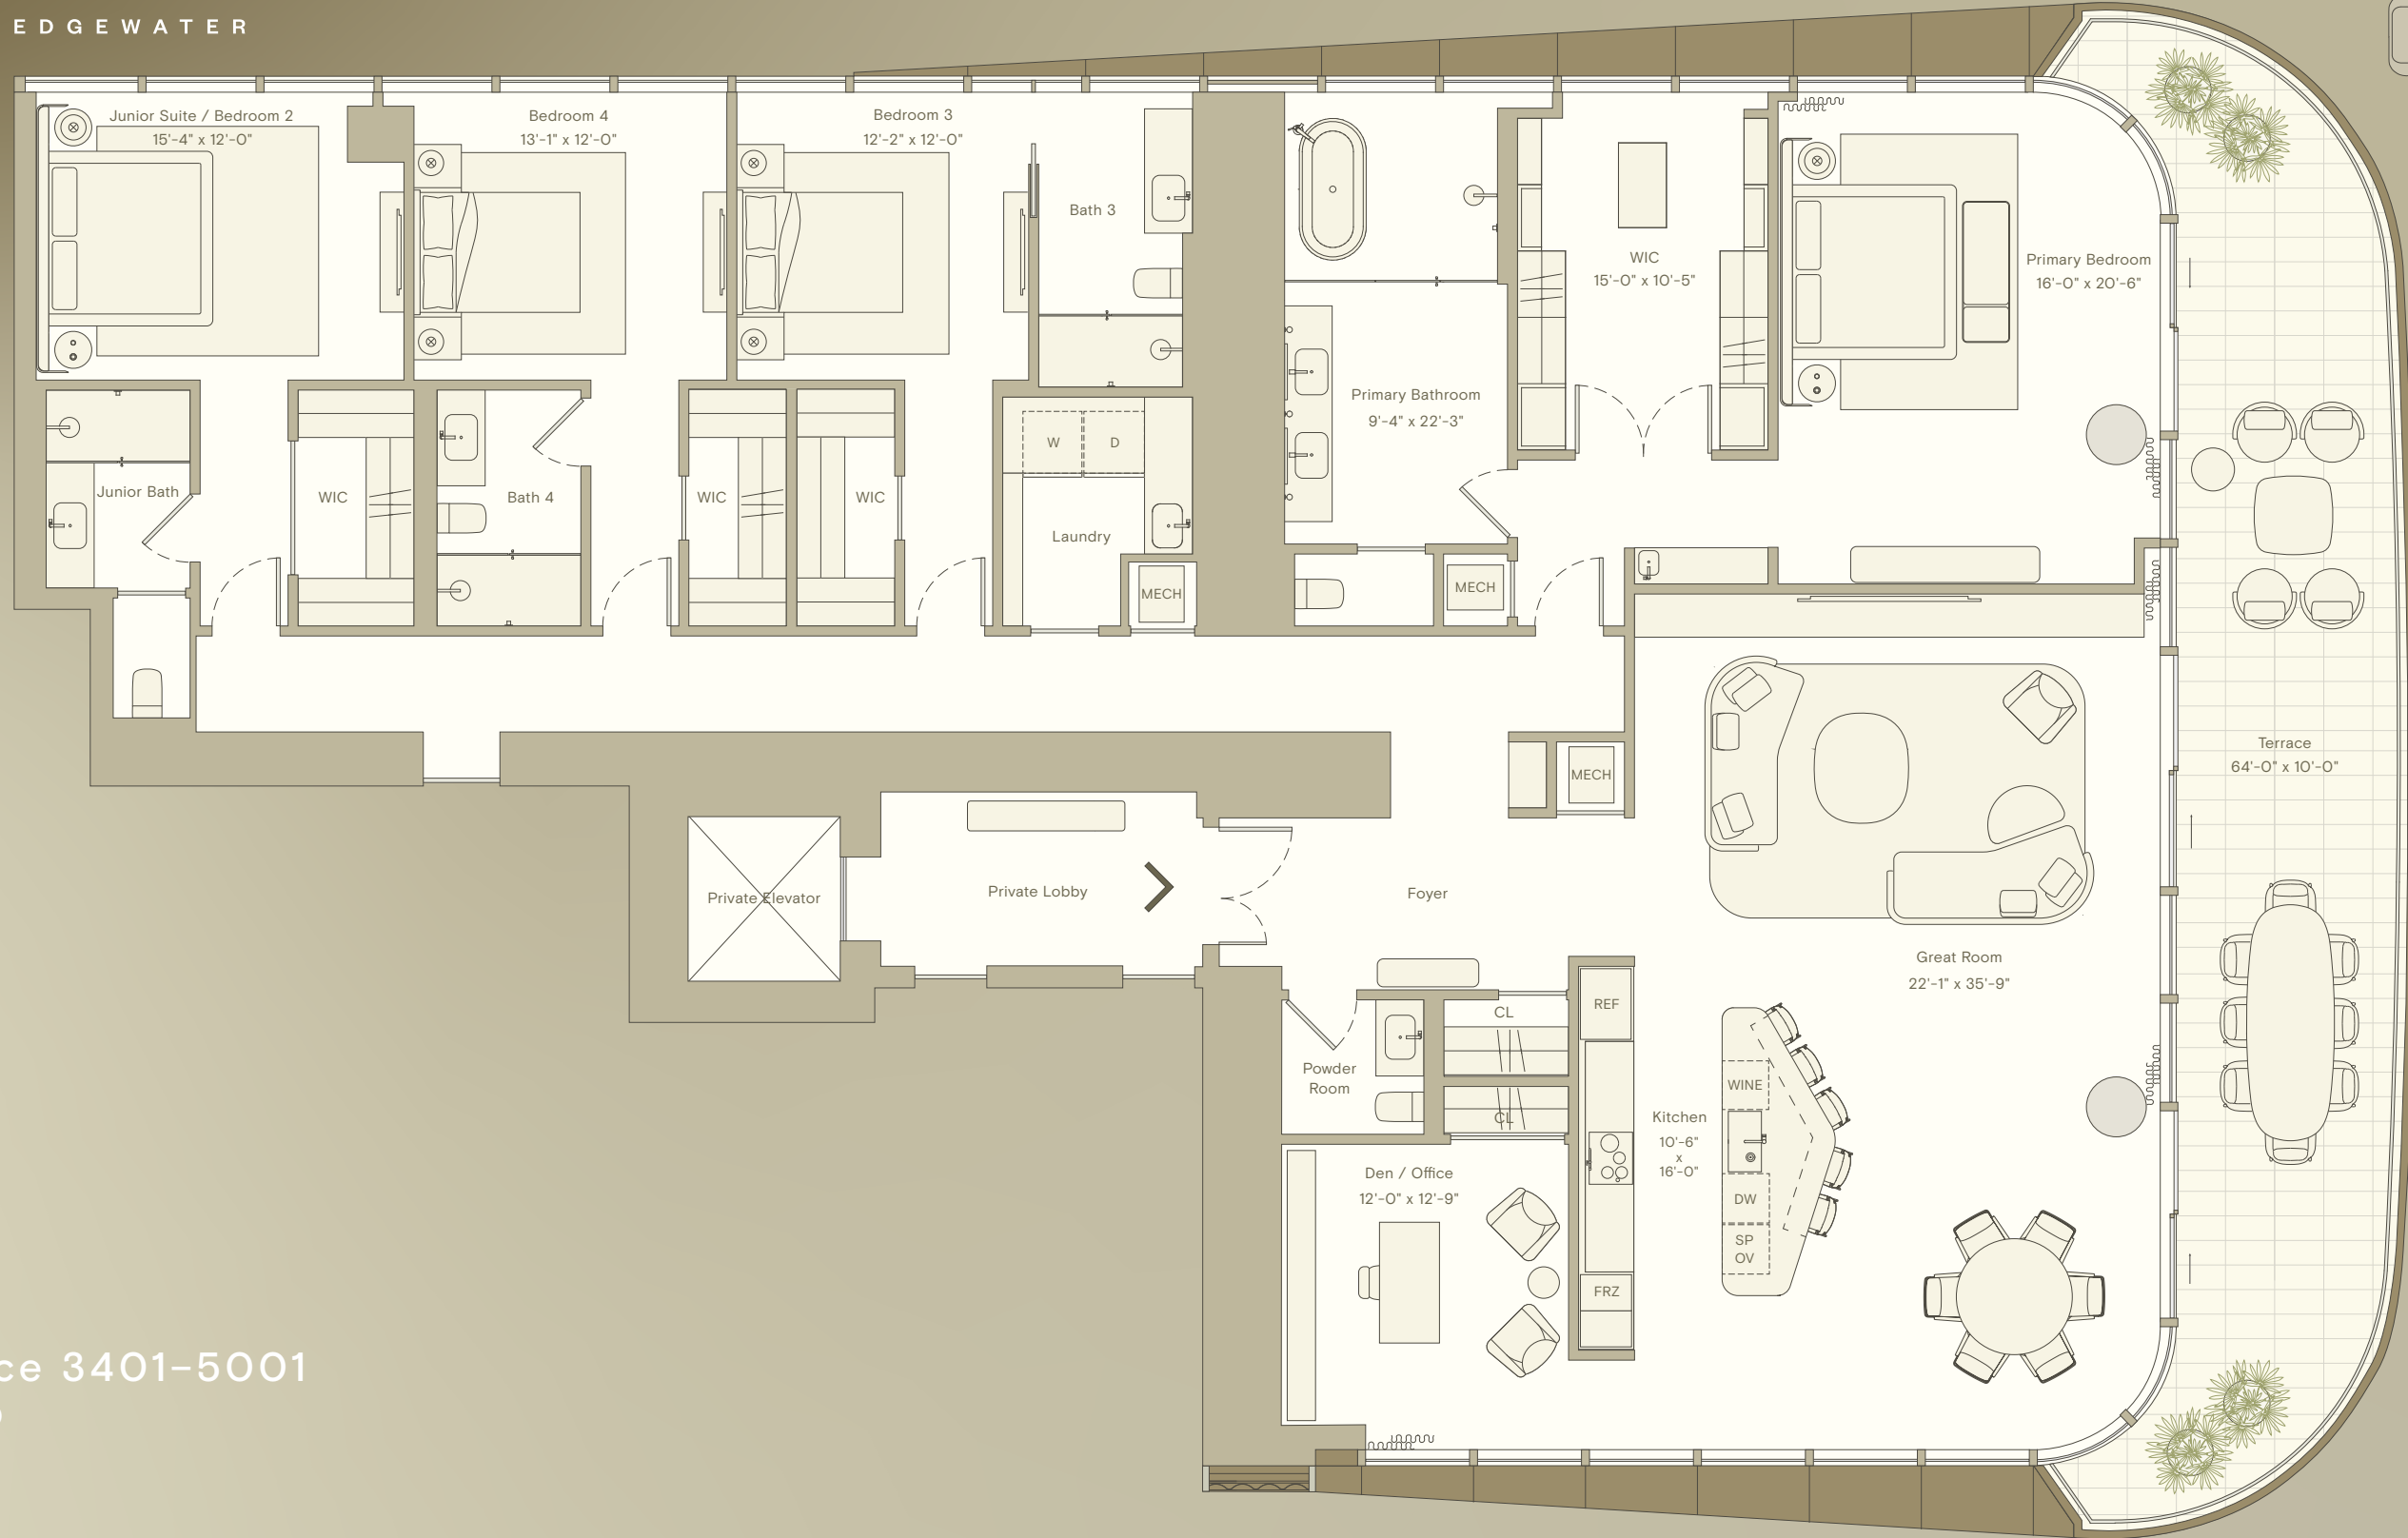 EDGEWATER
Junior Suite / Bedroom 2
15'-4" x 12'-0"
Bedroom 4
13'-1" x 12'-0"
Bedroom 3
12'-2" x 12'-0"
Bath 3
WIC
15'-0" x 10'-5"
Primary Bedroom
16'-0" x 20'-6"
Primary Bathroom
9'-4" x 22'-3"
Junior Bath
WIC
Bath 4
WIC
WIC
W
D
Laundry
MECH
MECH
Terrace
64'-0" x 10'-0"
MECH
Private Elevator
Private Lobby
Foyer
Great Room
22'-1" x 35'-9"
REF
CL
Powder
Room
CL
WINE
Kitchen
10'-6"
x
16'-0"
Den / Office
12'-0" x 12'-9"
DW
SP
OV
FRZ
ce 3401–5001